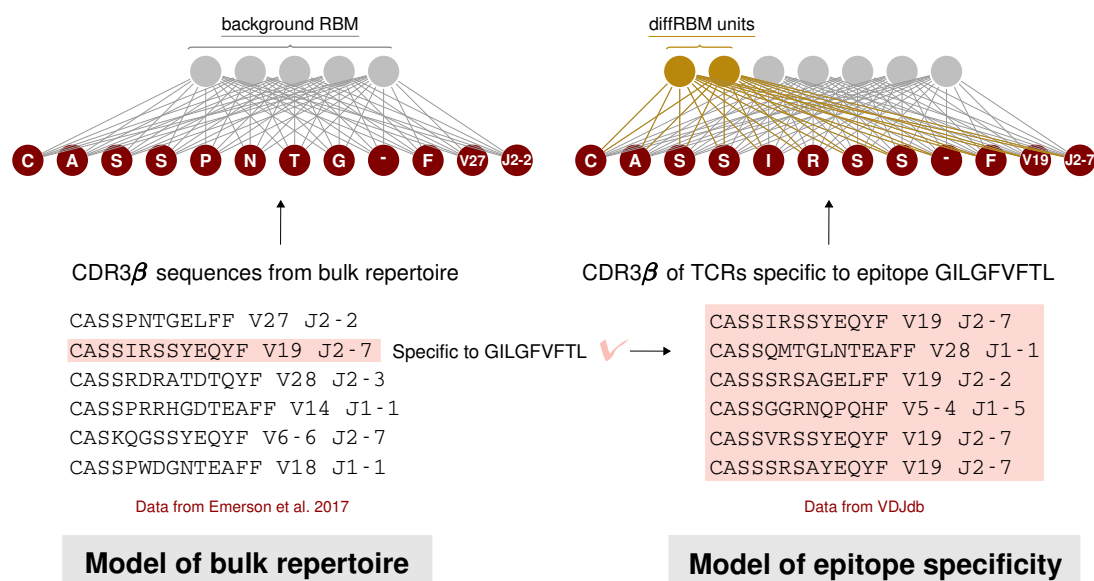 background RBM
diffRBM units
C A S S P N T G - F V27 J2-2
C A S S I R S S - F V19 J2-7
CDR3β sequences from bulk repertoire
CDR3β of TCRs specific to epitope GILGFVFTL
CASSPNTGELFF V27 J2-2
CASSIRSSYEQYF V19 J2-7
CASSRDRATDTQYF V28 J2-3
CASSPRRHGDTEAFF V14 J1-1
CASKQGSSYEQYF V6-6 J2-7
CASSPWDGNTEAFF V18 J1-1
Specific to GILGFVFTL
CASSIRSSYEQYF V19 J2-7
CASSQMTGLNTEAFF V28 J1-1
CASSSRSAGELFF V19 J2-2
CASSGGRNQPQHF V5-4 J1-5
CASSVRSSYEQYF V19 J2-7
CASSSRSAYEQYF V19 J2-7
Data from Emerson et al. 2017
Data from VDJdb
Model of bulk repertoire
Model of epitope specificity